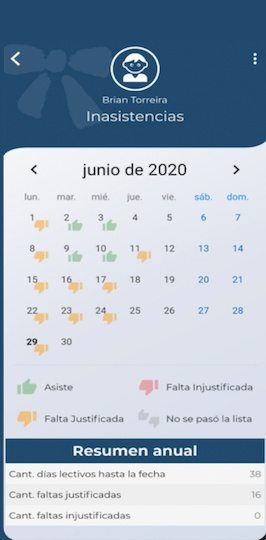 Brian Torreira
Inasistencias
junio de 2020
lun. mar. mié. jue. vie. sáb. dom.
1 2 3 4 5 6 7
8 9 10 11 12 13 14
15 16 17 18 19 20 21
22 23 24 25 26 27 28
29 30
Asiste Falta Injustificada
Falta Justificada No se pasó la lista
Resumen anual
Cant. días lectivos hasta la fecha 38
Cant. faltas justificadas 16
Cant. faltas injustificadas 0